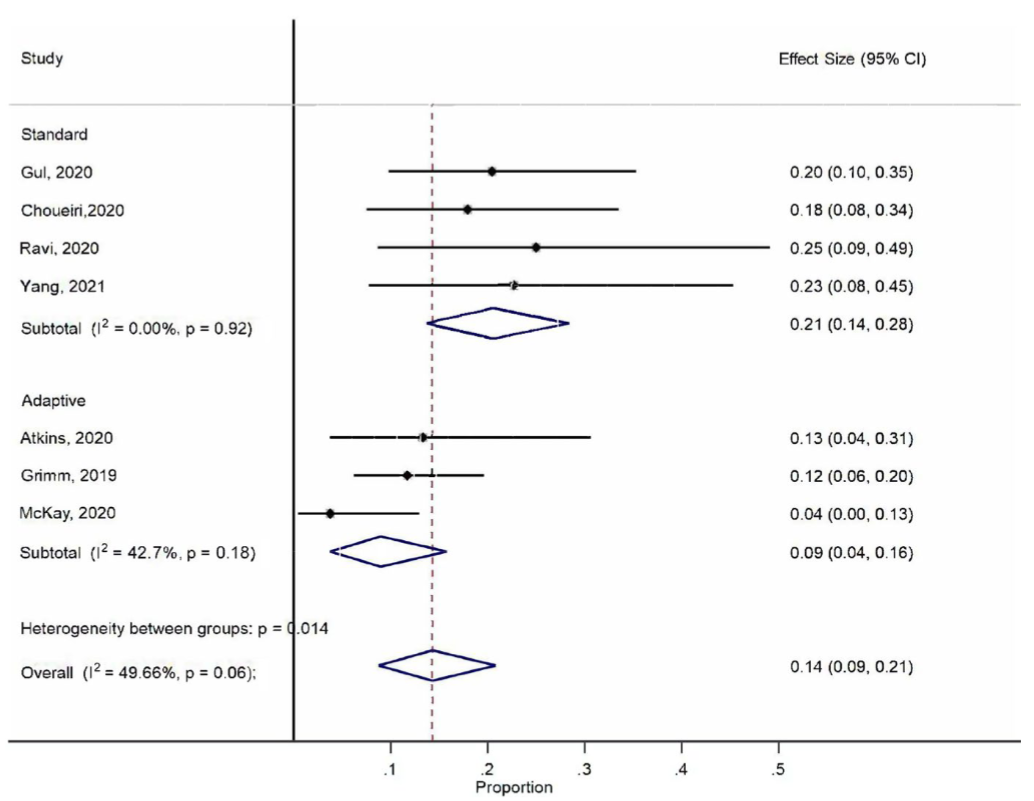 Study Effect Size (95% CI)
Standard
Gul, 2020 0.20 (0.10, 0.35)
Choueiri,2020 0.18 (0.08, 0.34)
Ravi, 2020 0.25 (0.09, 0.49)
Yang, 2021 0.23 (0.08, 0.45)
Subtotal (I² = 0.00%, p = 0.92) 0.21 (0.14, 0.28)
Adaptive
Atkins, 2020 0.13 (0.04, 0.31)
Grimm, 2019 0.12 (0.06, 0.20)
McKay, 2020 0.04 (0.00, 0.13)
Subtotal (I² = 42.7%, p = 0.18) 0.09 (0.04, 0.16)
Heterogeneity between groups: p = 0.014
Overall (I² = 49.66%, p = 0.06); 0.14 (0.09, 0.21)
.1 .2 .3 .4 .5
Proportion